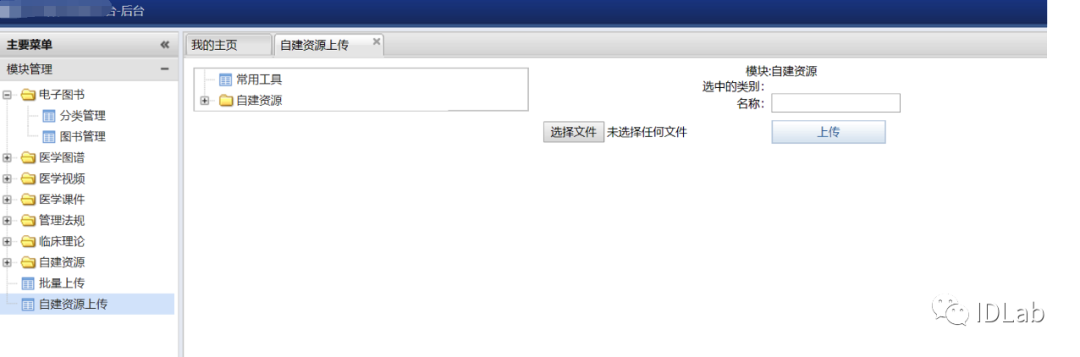 台-后台
主要菜单
我的主页
自建资源上传
模块管理
电子图书
分类管理
图书管理
医学图谱
医学视频
医学课件
管理法规
临床理论
自建资源
批量上传
自建资源上传
常用工具
自建资源
模块:自建资源
选中的类别:
名称:
选择文件 未选择任何文件
上传
IDLab